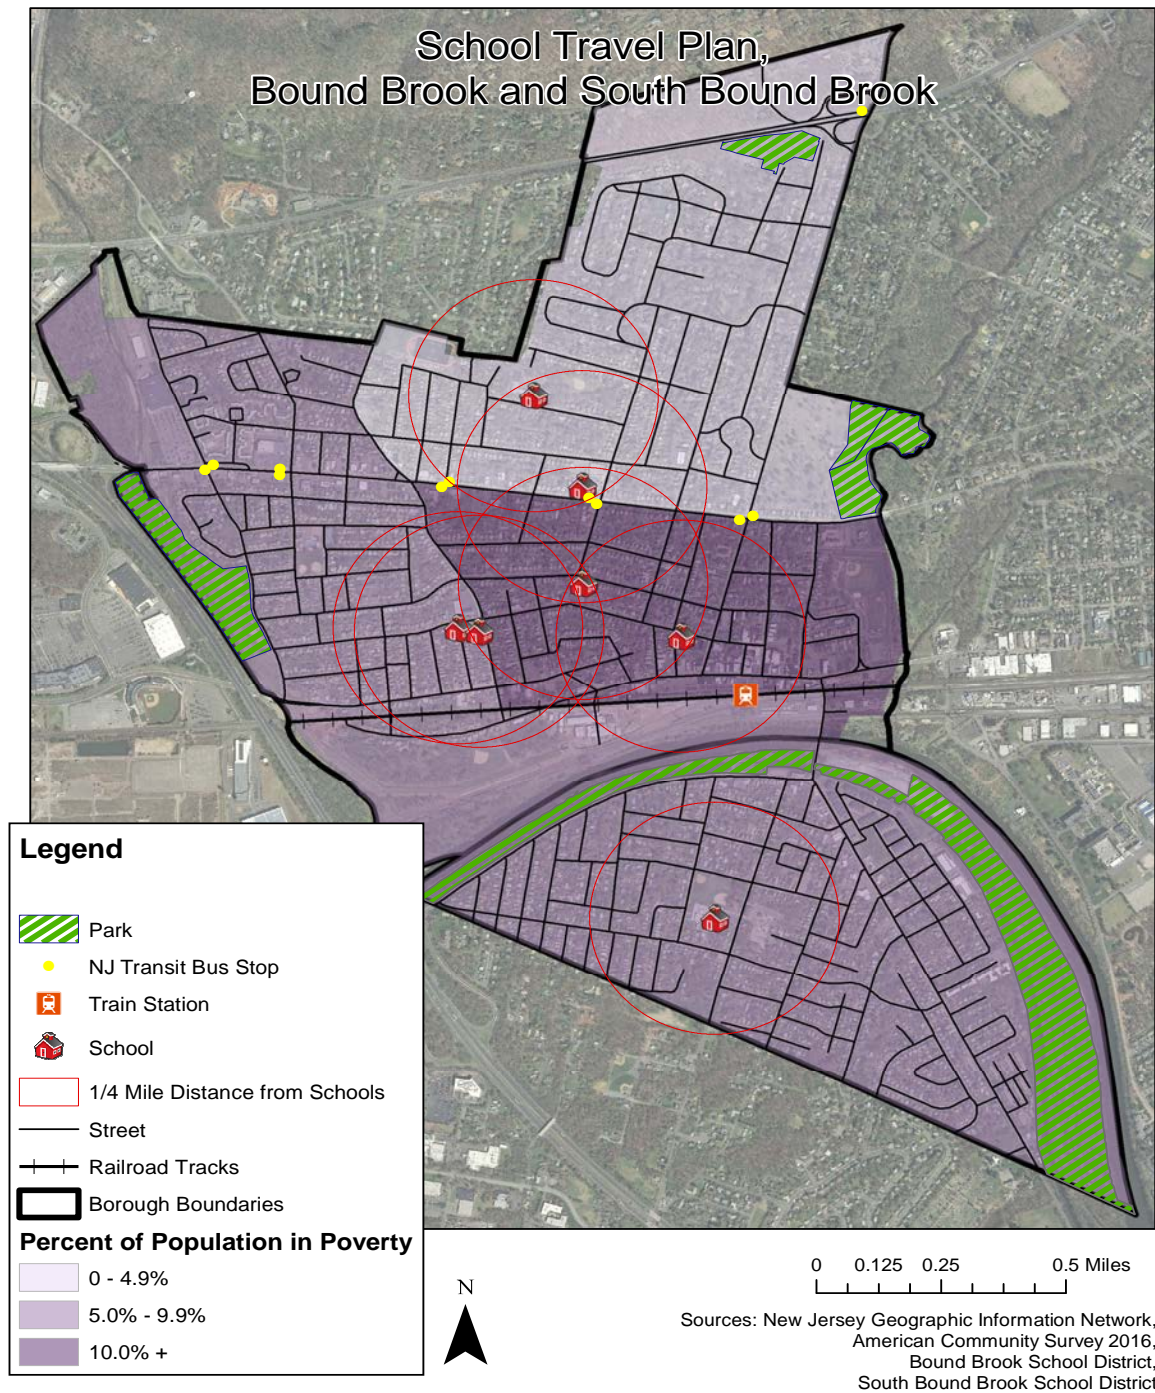 School Travel Plan,
Bound Brook and South Bound Brook
Legend
Park
NJ Transit Bus Stop
Train Station
School
1/4 Mile Distance from Schools
Street
Railroad Tracks
Borough Boundaries
Percent of Population in Poverty
0 - 4.9%
5.0% - 9.9%
10.0% +
N
0 0.125 0.25 0.5 Miles
Sources: New Jersey Geographic Information Network,
American Community Survey 2016,
Bound Brook School District,
South Bound Brook School District